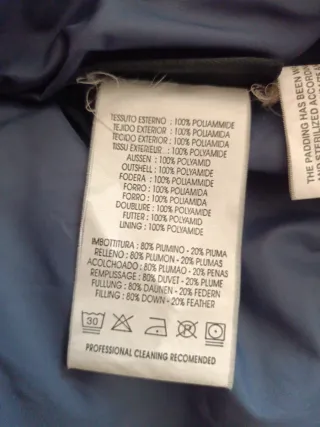 TESSUTO ESTERNO : 100% POLIAMMIDE
TEJIDO EXTERIOR : 100% POLIAMIDA
TECIDO EXTERIOR : 100% POLIAMIDA
TISSU EXTERIEUR : 100% POLYAMIDE
AUSSEN : 100% POLYAMID
OUTSHELL : 100% POLYAMIDE
FODERA : 100% POLIAMMIDE
FORRO : 100% POLIAMIDA
FORRO : 100% POLIAMIDA
DOUBLURE : 100% POLYAMIDE
FUTTER : 100% POLYAMID
LINING : 100% POLYAMIDE
IMBOTTITURA : 80% PIUMINO - 20% PIUMA
RELLENO : 80% PLUMON - 20% PLUMAS
ACOLCHOADO : 80% PLUMAO - 20% PENAS
REMPLISSAGE : 80% DUVET - 20% PLUME
FULLUNG : 80% DAUNEN - 20% FEDERN
FILLING : 80% DOWN - 20% FEATHER
30
PROFESSIONAL CLEANING RECOMENDED
THE PADDING HAS BEEN
AND STERILIZED ACCORD